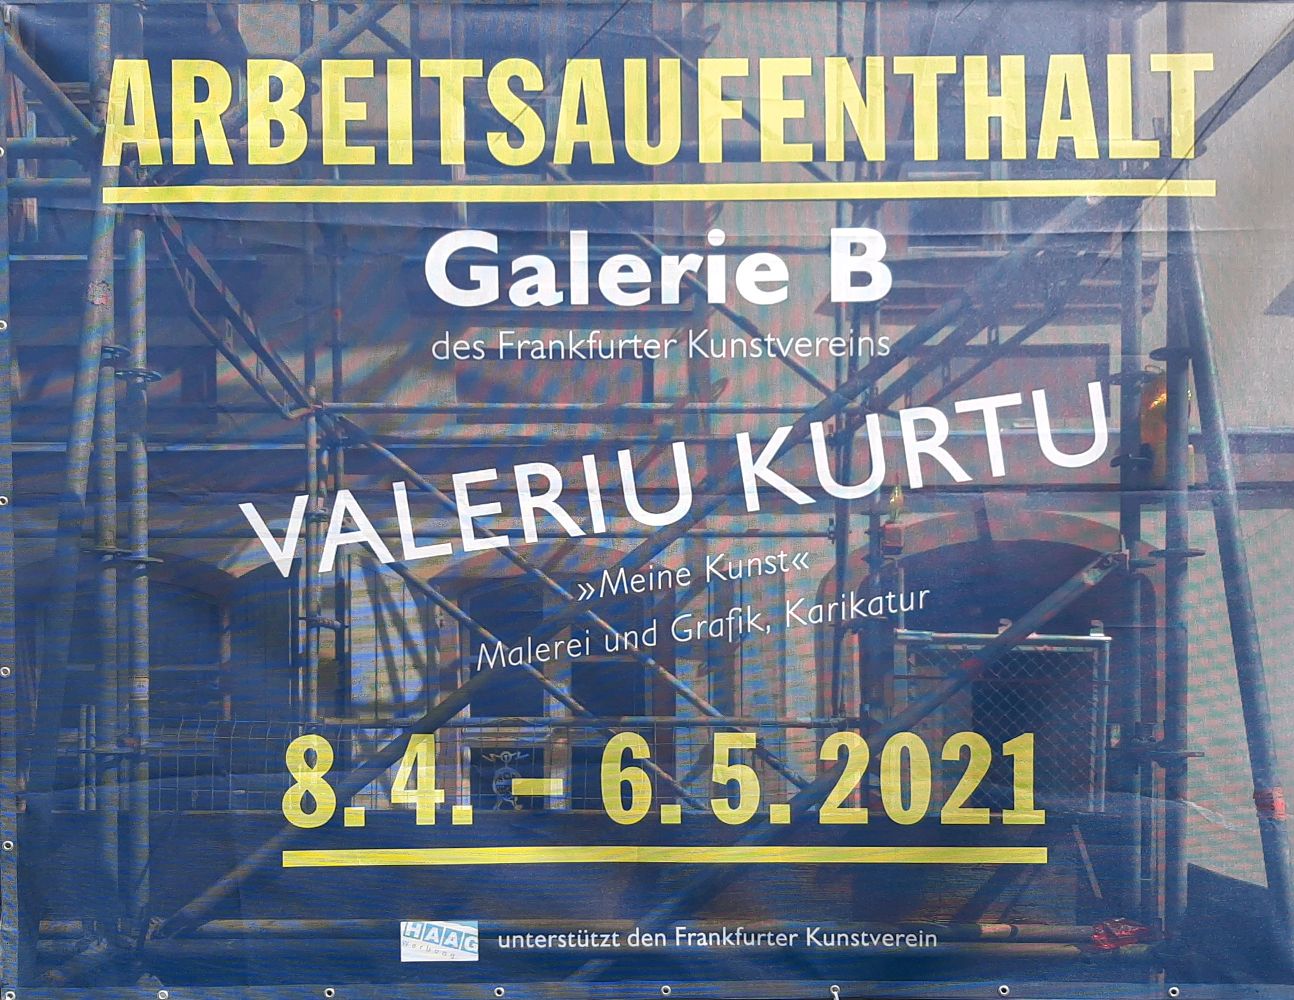 ARBEITSAUFENTHALT
Galerie B
des Frankfurter Kunstvereins
VALERIU KURTU
»Meine Kunst«
Malerei und Grafik, Karikatur
8. 4. – 6. 5. 2021
HAAG
Werbung
unterstützt den Frankfurter Kunstverein